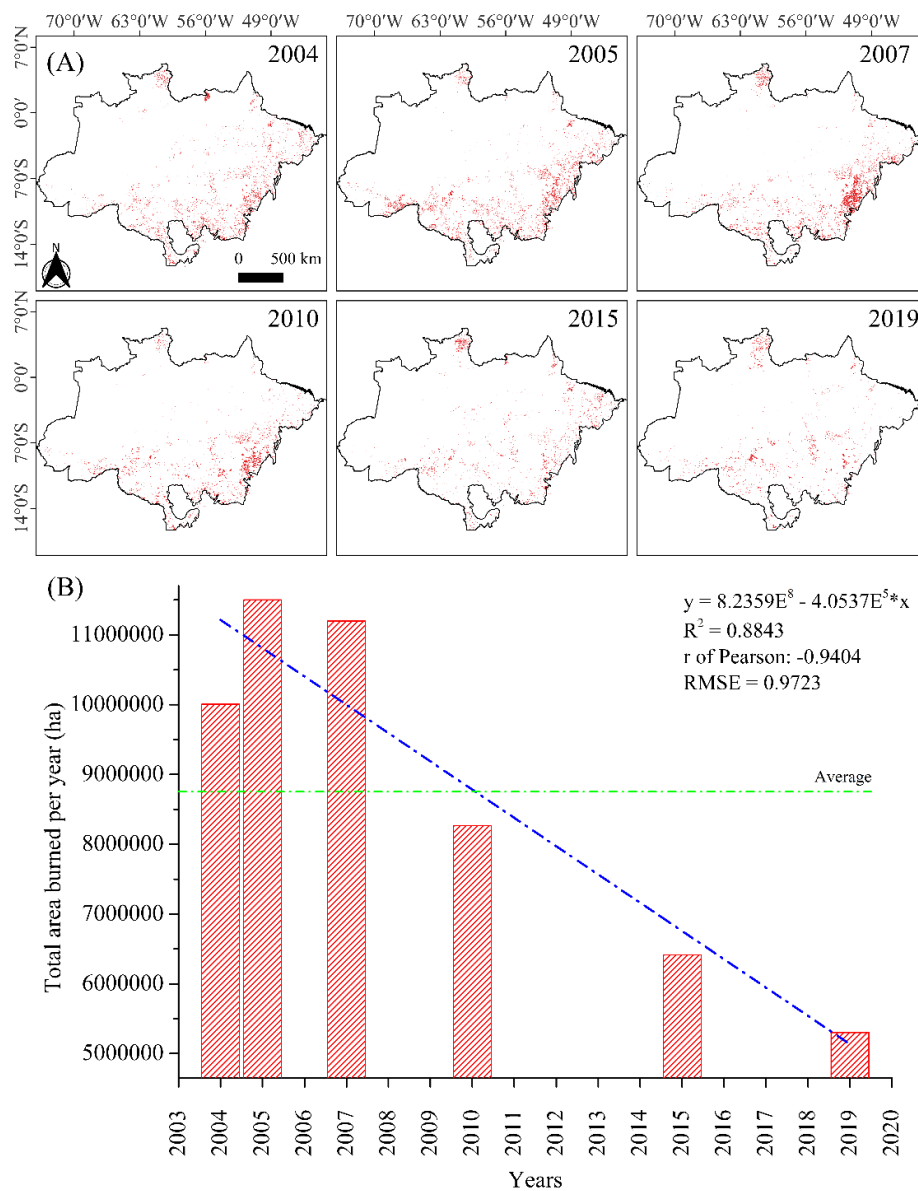 70°0'W 63°0'W 56°0'W 49°0'W 70°0'W 63°0'W 56°0'W 49°0'W 70°0'W 63°0'W 56°0'W 49°0'W
(A)
2004
2005
2007
7°0'N
0°0'
7°0'S
14°0'S
N
0 500 km
2010
2015
2019
7°0'N
0°0'
7°0'S
14°0'S
(B)
y = 8.2359E⁸ - 4.0537E⁵*x
R² = 0.8843
r of Pearson: -0.9404
RMSE = 0.9723
Average
Total area burned per year (ha)
11000000
10000000
9000000
8000000
7000000
6000000
5000000
2003 2004 2005 2006 2007 2008 2009 2010 2011 2012 2013 2014 2015 2016 2017 2018 2019 2020
Years